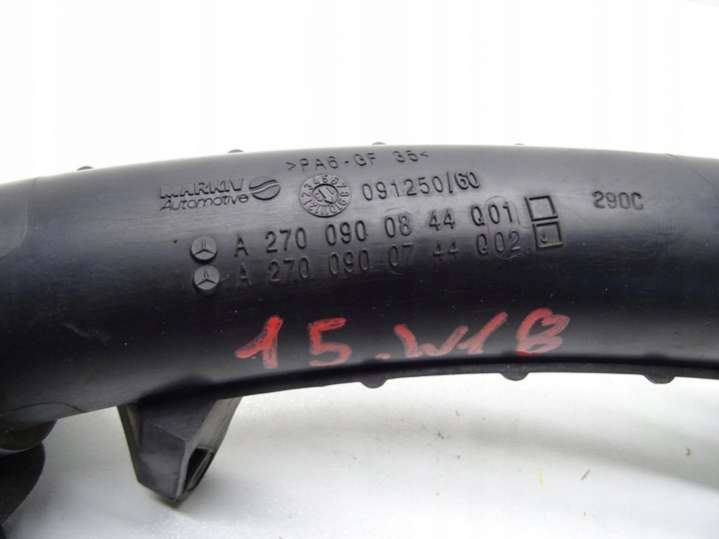 >PA6-GF 35<
MARKIV
Automotive
091250/60
290C
A 270 090 08 44 Q01
A 270 090 07 44 Q02
15.W18